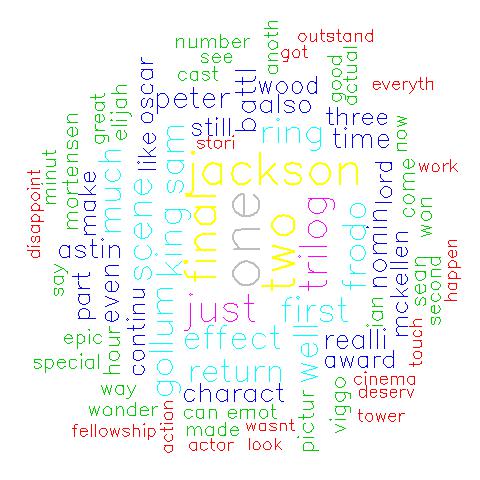 outstand
number
anoth
got
see
good
actual
cast
everyth
oscar
battl
wood
peter
also
three
great
elijah
like
still
ring
time
now
minut
mortensen
stori
work
make
much
scene
king
sam
jackson
lord
come
won
disappoint
final
one
two
trilog
frodo
nomin
astin
say
part
even
continu
gollum
mckellen
sean
second
happen
just
first
ian
epic
hour
effect
well
realli
touch
special
return
award
way
charact
cinema
deserv
wonder
can
emot
pictur
viggo
tower
fellowship
action
made
wasnt
actor
look